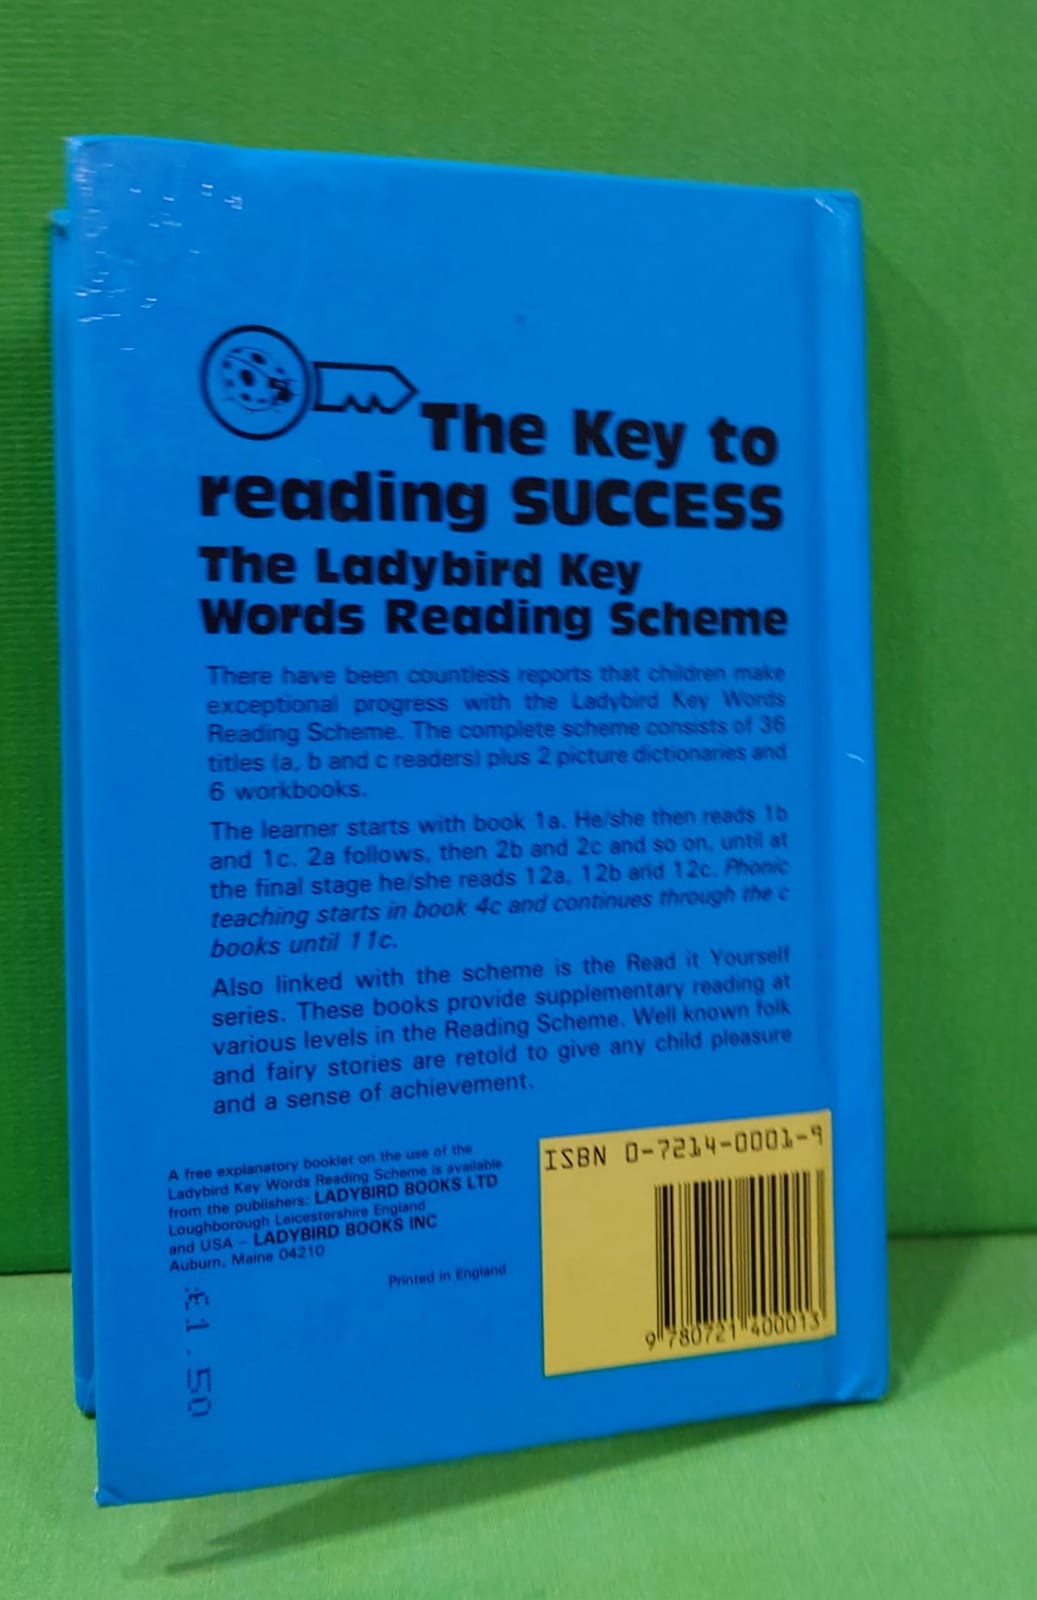 The Key to
reading SUCCESS
The Ladybird Key
Words Reading Scheme
There have been countless reports that children make
exceptional progress with the Ladybird Key Words
Reading Scheme. The complete scheme consists of 36
titles (a, b and c readers) plus 2 picture dictionaries and
6 workbooks.
The learner starts with book 1a. He/she then reads 1b
and 1c. 2a follows, then 2b and 2c and so on, until at
the final stage he/she reads 12a, 12b and 12c. Phonic
teaching starts in book 4c and continues through the c
books until 11c.
Also linked with the scheme is the Read it Yourself
series. These books provide supplementary reading at
various levels in the Reading Scheme. Well known folk
and fairy stories are retold to give any child pleasure
and a sense of achievement.
A free explanatory booklet on the use of the
Ladybird Key Words Reading Scheme is available
from the publishers: LADYBIRD BOOKS LTD
Loughborough Leicestershire England
and USA – LADYBIRD BOOKS INC
Auburn, Maine 04210
Printed in England
£1.50
ISBN 0-7214-0001-9
9 780721 400013